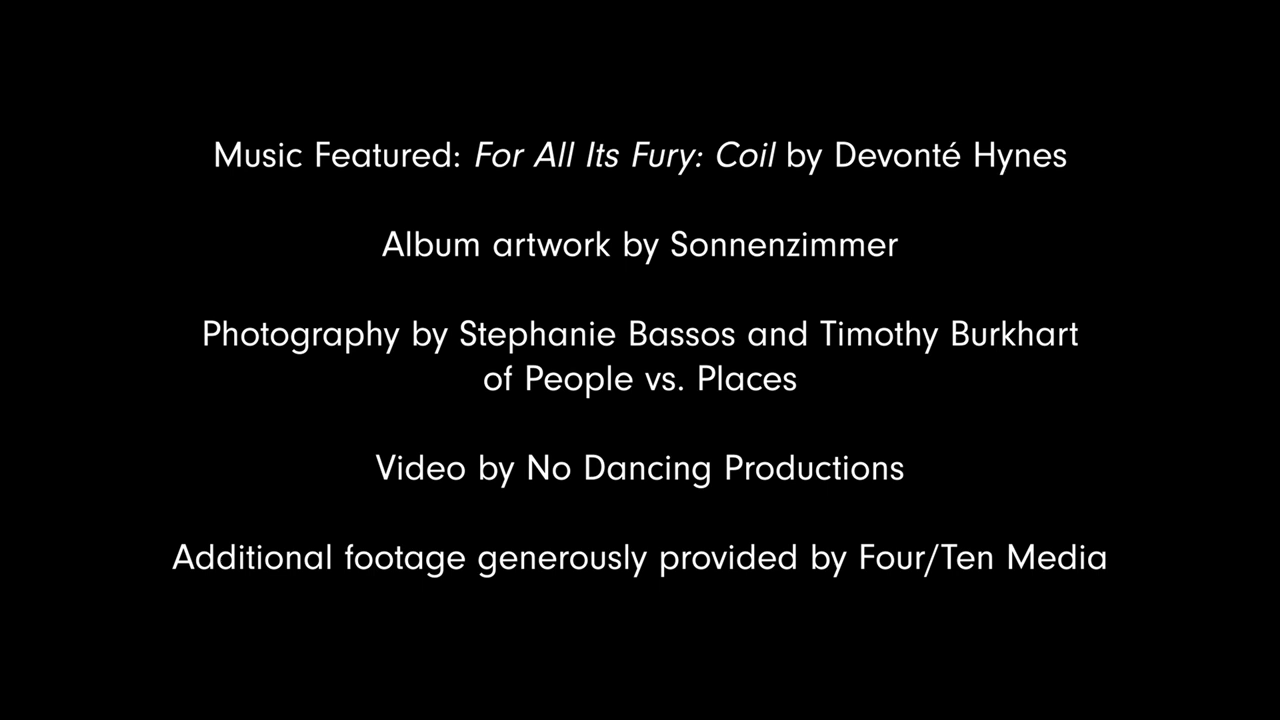 Music Featured: For All Its Fury: Coil by Devonté Hynes
Album artwork by Sonnenzimmer
Photography by Stephanie Bassos and Timothy Burkhart
of People vs. Places
Video by No Dancing Productions
Additional footage generously provided by Four/Ten Media